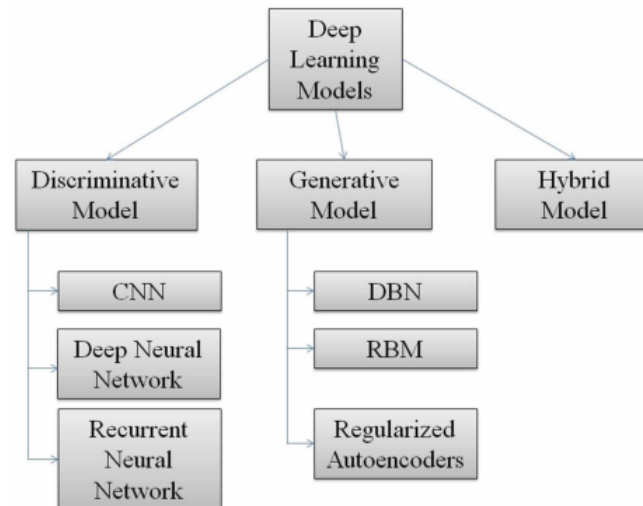 Deep
Learning
Models
Discriminative
Model
Generative
Model
Hybrid
Model
CNN
DBN
Deep Neural
Network
RBM
Recurrent
Neural
Network
Regularized
Autoencoders